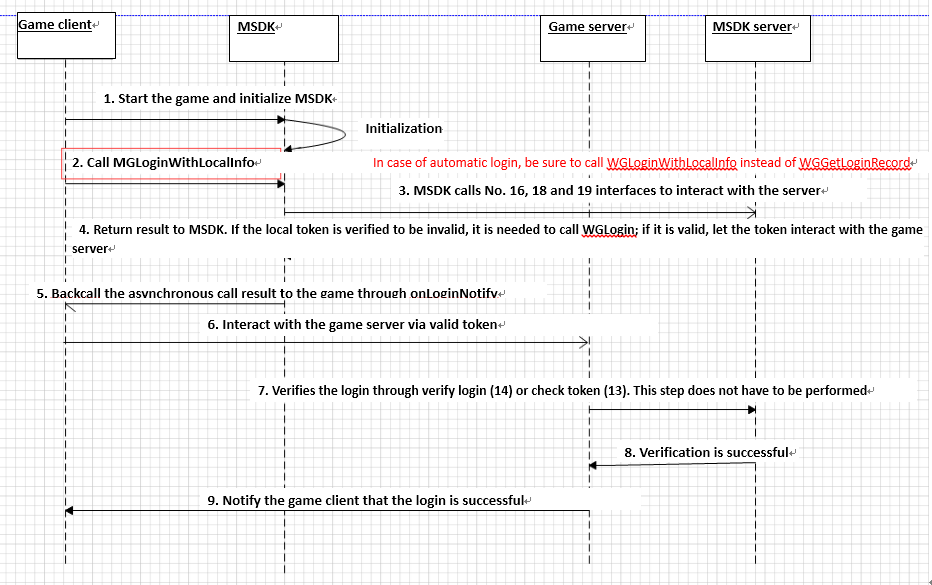 Game client
MSDK
Game server
MSDK server
1. Start the game and initialize MSDK
Initialization
2. Call MGLoginWithLocalInfo
In case of automatic login, be sure to call WGLoginWithLocalInfo instead of WGGetLoginRecord
3. MSDK calls No. 16, 18 and 19 interfaces to interact with the server
4. Return result to MSDK. If the local token is verified to be invalid, it is needed to call WGLogin; if it is valid, let the token interact with the game
server
5. Backcall the asynchronous call result to the game through onLoginNotify
6. Interact with the game server via valid token
7. Verifies the login through verify login (14) or check token (13). This step does not have to be performed
8. Verification is successful
9. Notify the game client that the login is successful